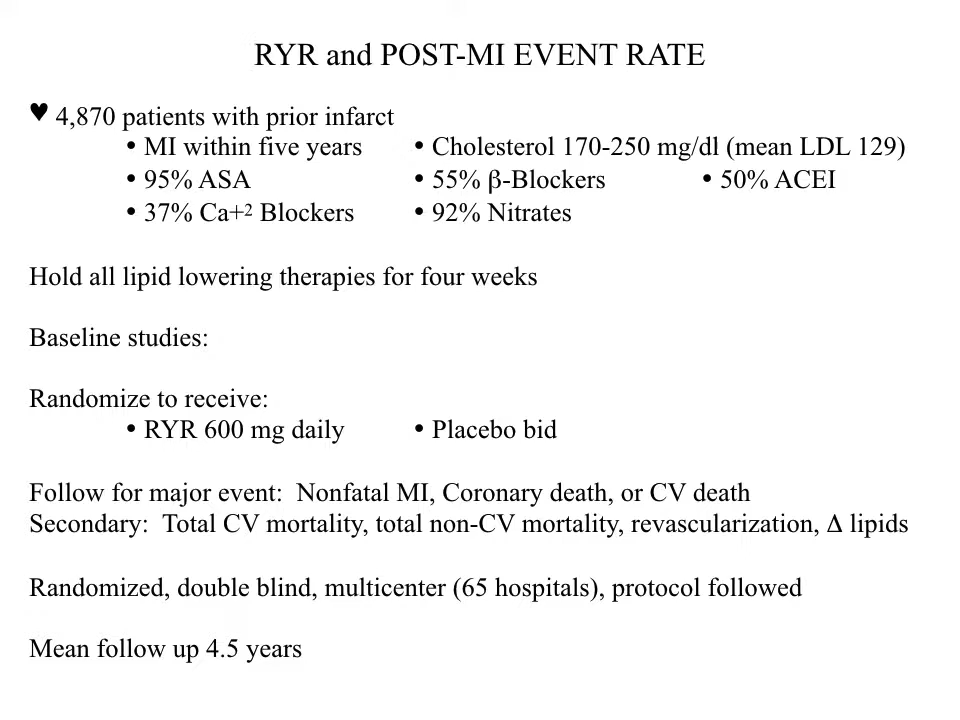 RYR and POST-MI EVENT RATE
♥ 4,870 patients with prior infarct
• MI within five years • Cholesterol 170-250 mg/dl (mean LDL 129)
• 95% ASA • 55% β-Blockers • 50% ACEI
• 37% Ca+2 Blockers • 92% Nitrates
Hold all lipid lowering therapies for four weeks
Baseline studies:
Randomize to receive:
• RYR 600 mg daily • Placebo bid
Follow for major event: Nonfatal MI, Coronary death, or CV death
Secondary: Total CV mortality, total non-CV mortality, revascularization, Δ lipids
Randomized, double blind, multicenter (65 hospitals), protocol followed
Mean follow up 4.5 years